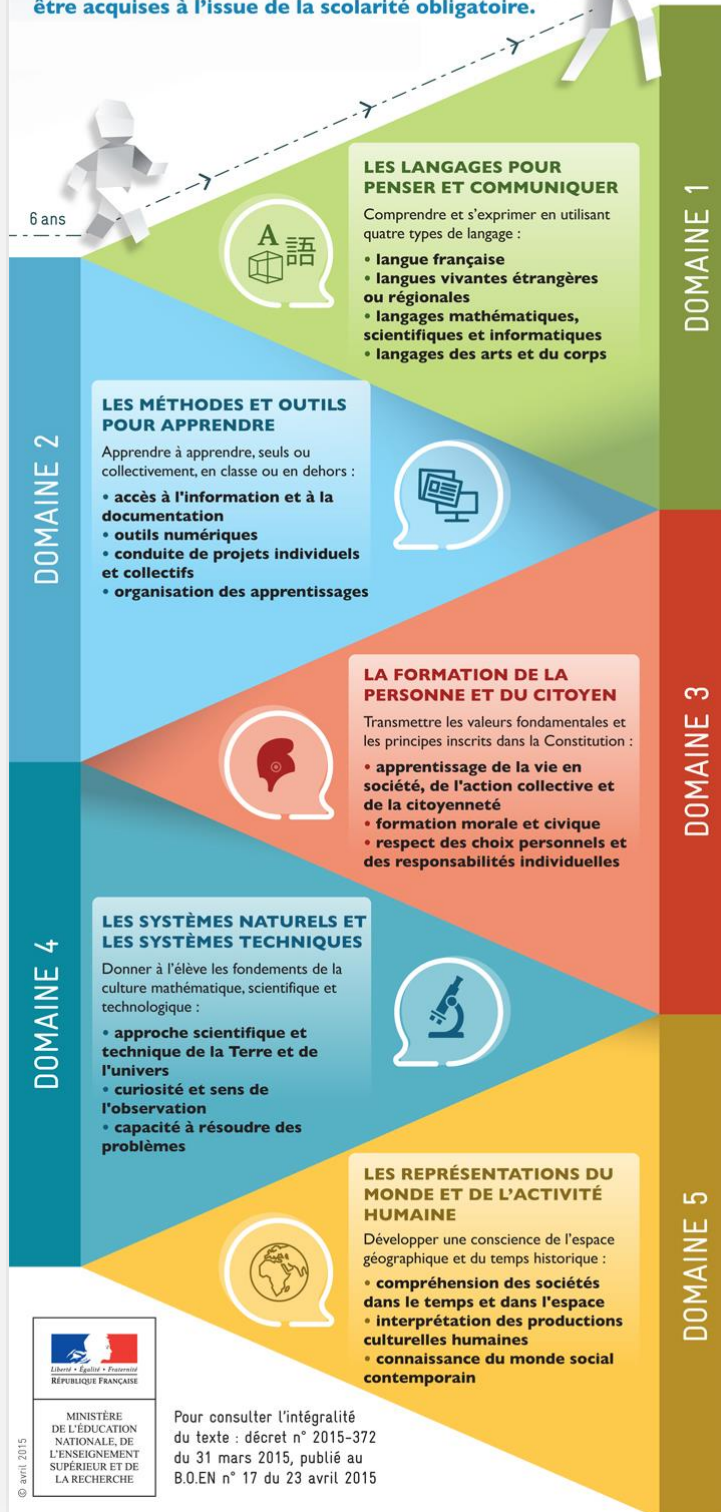 être acquises à l'issue de la scolarité obligatoire.
6 ans
DOMAINE 1
LES LANGAGES POUR
PENSER ET COMMUNIQUER
Comprendre et s'exprimer en utilisant
quatre types de langage :
• langue française
• langues vivantes étrangères
ou régionales
• langages mathématiques,
scientifiques et informatiques
• langages des arts et du corps
A 語
DOMAINE 2
LES MÉTHODES ET OUTILS
POUR APPRENDRE
Apprendre à apprendre, seuls ou
collectivement, en classe ou en dehors :
• accès à l'information et à la
documentation
• outils numériques
• conduite de projets individuels
et collectifs
• organisation des apprentissages
DOMAINE 3
LA FORMATION DE LA
PERSONNE ET DU CITOYEN
Transmettre les valeurs fondamentales et
les principes inscrits dans la Constitution :
• apprentissage de la vie en
société, de l'action collective et
de la citoyenneté
• formation morale et civique
• respect des choix personnels et
des responsabilités individuelles
DOMAINE 4
LES SYSTÈMES NATURELS ET
LES SYSTÈMES TECHNIQUES
Donner à l'élève les fondements de la
culture mathématique, scientifique et
technologique :
• approche scientifique et
technique de la Terre et de
l'univers
• curiosité et sens de
l'observation
• capacité à résoudre des
problèmes
DOMAINE 5
LES REPRÉSENTATIONS DU
MONDE ET DE L'ACTIVITÉ
HUMAINE
Développer une conscience de l'espace
géographique et du temps historique :
• compréhension des sociétés
dans le temps et dans l'espace
• interprétation des productions
culturelles humaines
• connaissance du monde social
contemporain
Liberté • Égalité • Fraternité
RÉPUBLIQUE FRANÇAISE
MINISTÈRE
DE L'ÉDUCATION
NATIONALE, DE
L'ENSEIGNEMENT
SUPÉRIEUR ET DE
LA RECHERCHE
Pour consulter l'intégralité
du texte : décret n° 2015-372
du 31 mars 2015, publié au
B.O.EN n° 17 du 23 avril 2015
© avril 2015